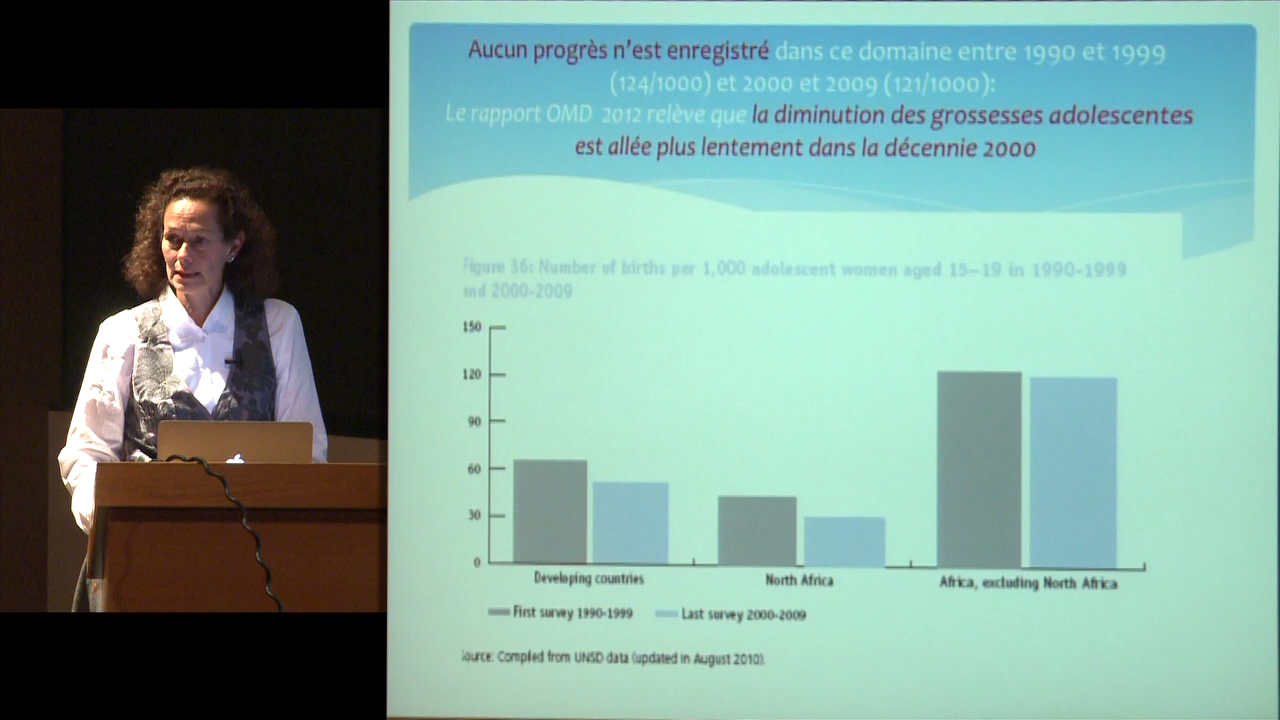 Aucun progrès n'est enregistré dans ce domaine entre 1990 et 1999
(124/1000) et 2000 et 2009 (121/1000):
Le rapport OMD 2012 relève que la diminution des grossesses adolescentes
est allée plus lentement dans la décennie 2000
Figure 36: Number of births per 1,000 adolescent women aged 15–19 in 1990-1999
and 2000-2009
150
120
90
60
30
0
Developing countries North Africa Africa, excluding North Africa
First survey 1990-1999 Last survey 2000-2009
Source: Compiled from UNSD data (updated in August 2010).